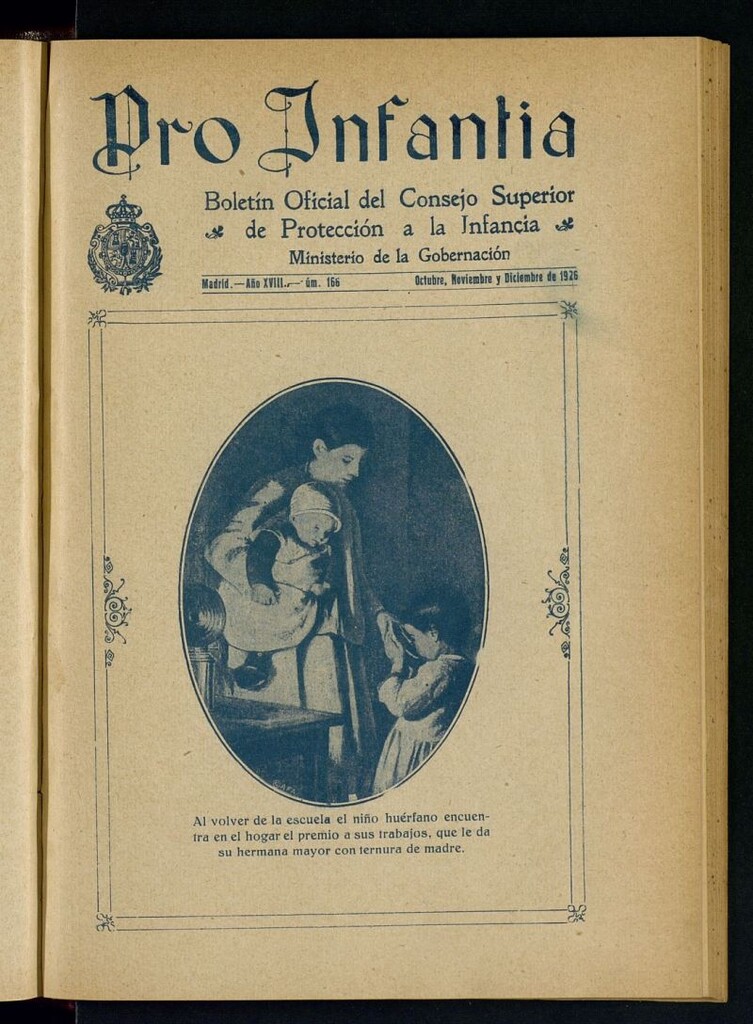 Pro Infantia
Boletín Oficial del Consejo Superior
de Protección a la Infancia
Ministerio de la Gobernación
Madrid.—Año XVIII.—úm. 166 Octubre, Noviembre y Diciembre de 1926
Al volver de la escuela el niño huérfano encuen-
tra en el hogar el premio a sus trabajos, que le da
su hermana mayor con ternura de madre.